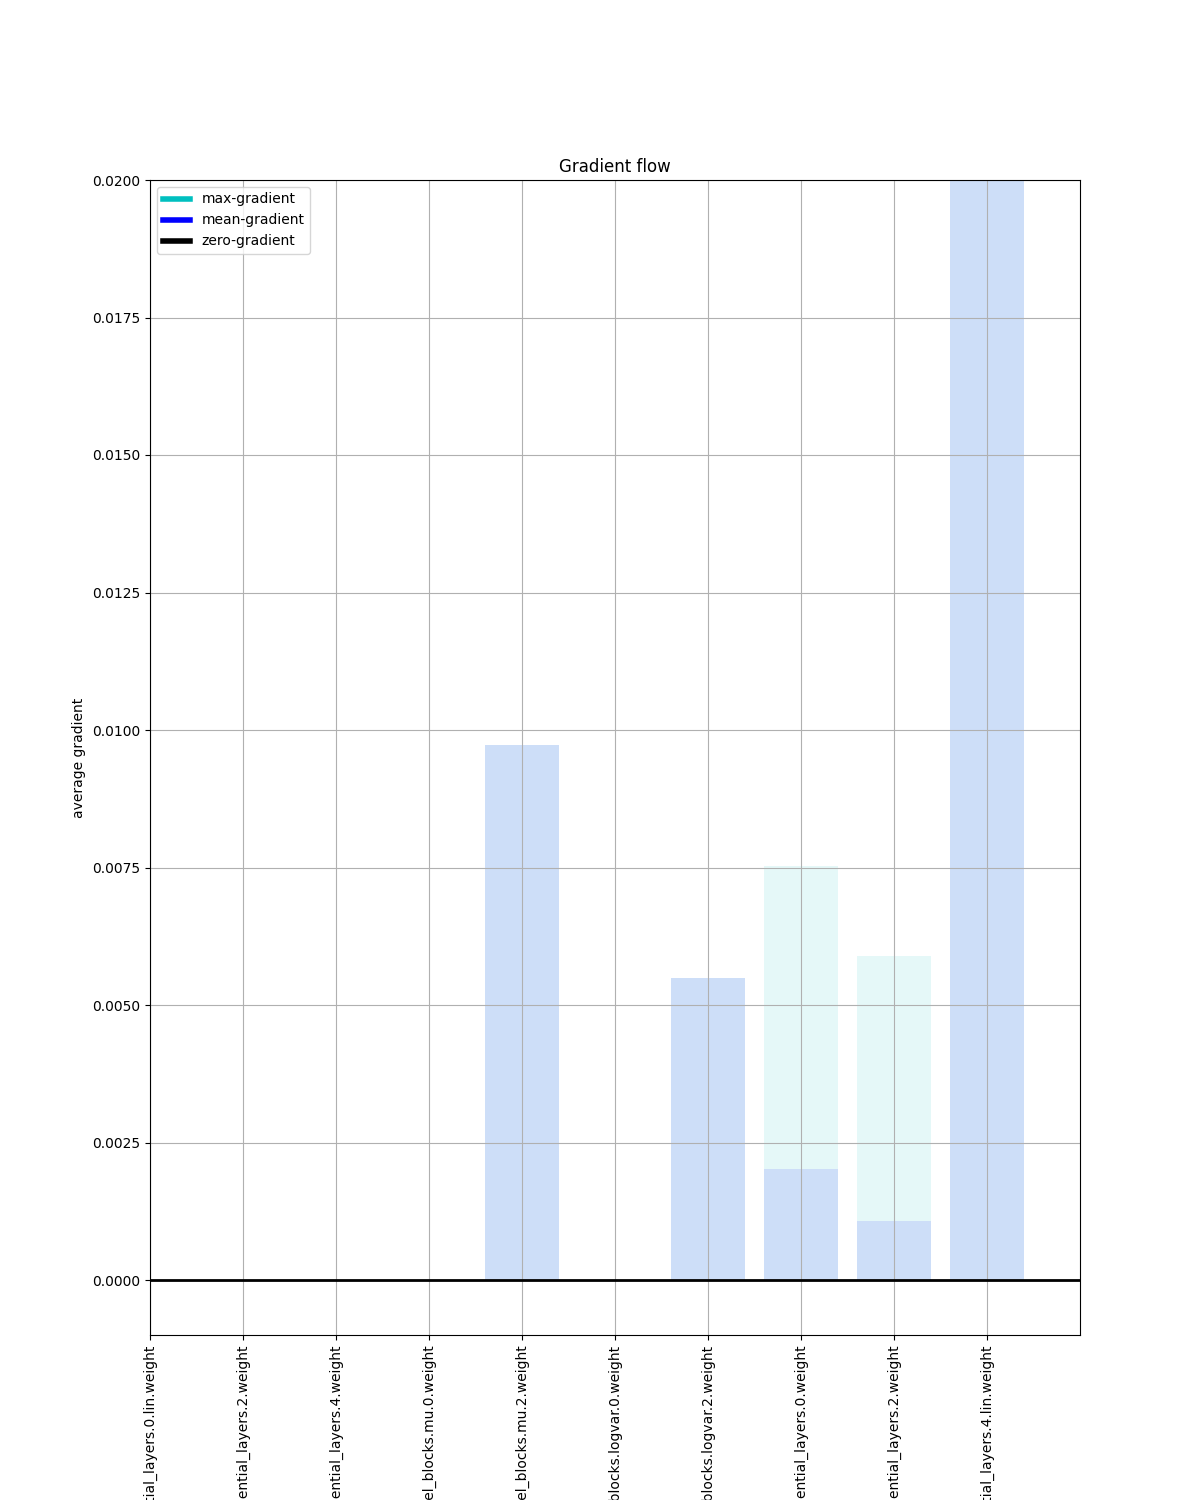 Gradient flow
max-gradient
mean-gradient
zero-gradient
0.0200
0.0175
0.0150
0.0125
0.0100
0.0075
0.0050
0.0025
0.0000
average gradient
tial_layers.0.lin.weight
ential_layers.2.weight
ential_layers.4.weight
el_blocks.mu.0.weight
el_blocks.mu.2.weight
blocks.logvar.0.weight
blocks.logvar.2.weight
ential_layers.0.weight
ential_layers.2.weight
tial_layers.4.lin.weight